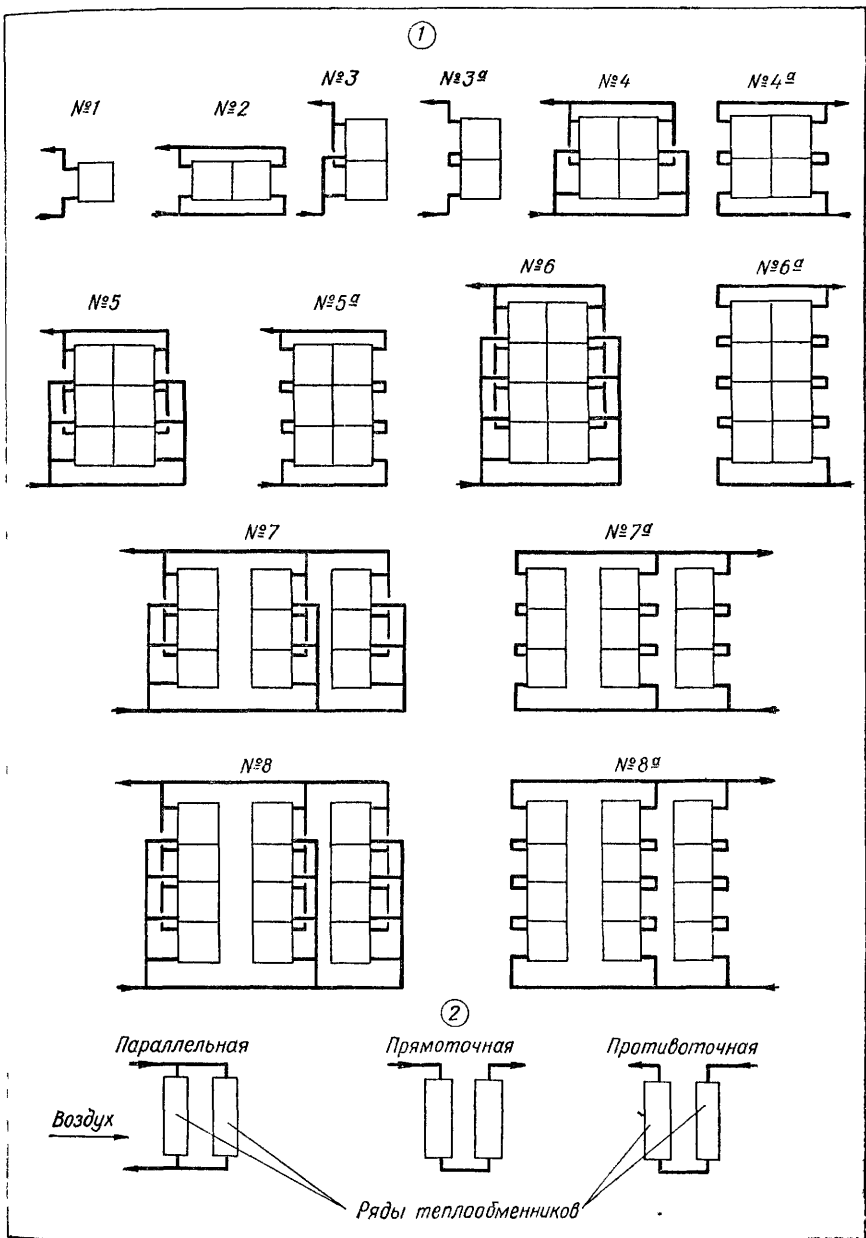 1
№1 №2 №3 №3а №4 №4а
№5 №5а №6 №6а
№7 №7а
№8 №8а
2
Параллельная Прямоточная Противоточная
Воздух
Ряды теплообменников